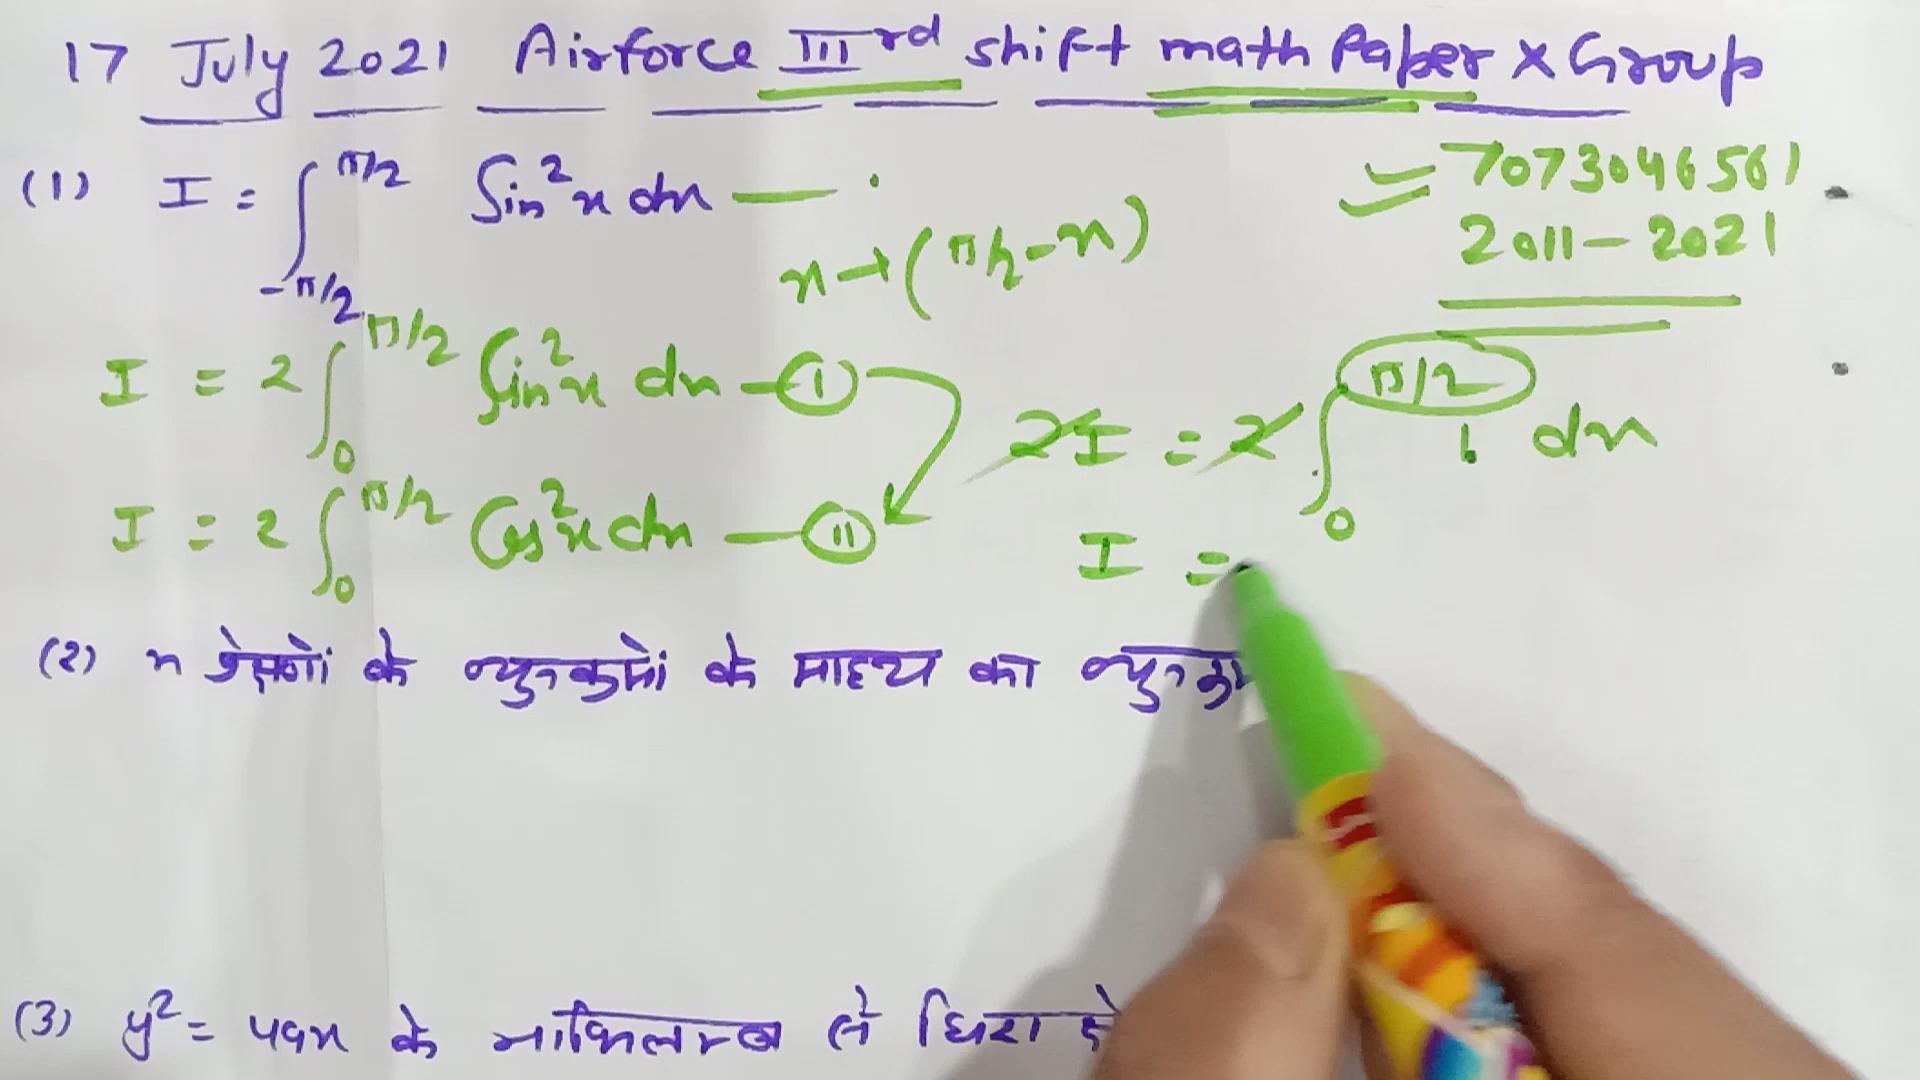 17 July 2021 Airforce IIIrd shift math Paper X Group
7073046561
2011-2021
(1) I = ∫_{-π/2}^{π/2} Sin²x dx
x → (π/2 - x)
I = 2 ∫_0^{π/2} Sin²x dx — (I)
I = 2 ∫_0^{π/2} Cos²x dx — (II)
2I = 2 ∫_0^{π/2} 1 dx
I =
(2) n प्रेक्षणों के व्युत्क्रमों के माध्य का
(3) y² = 4ax के नाभिलम्ब से घिरा